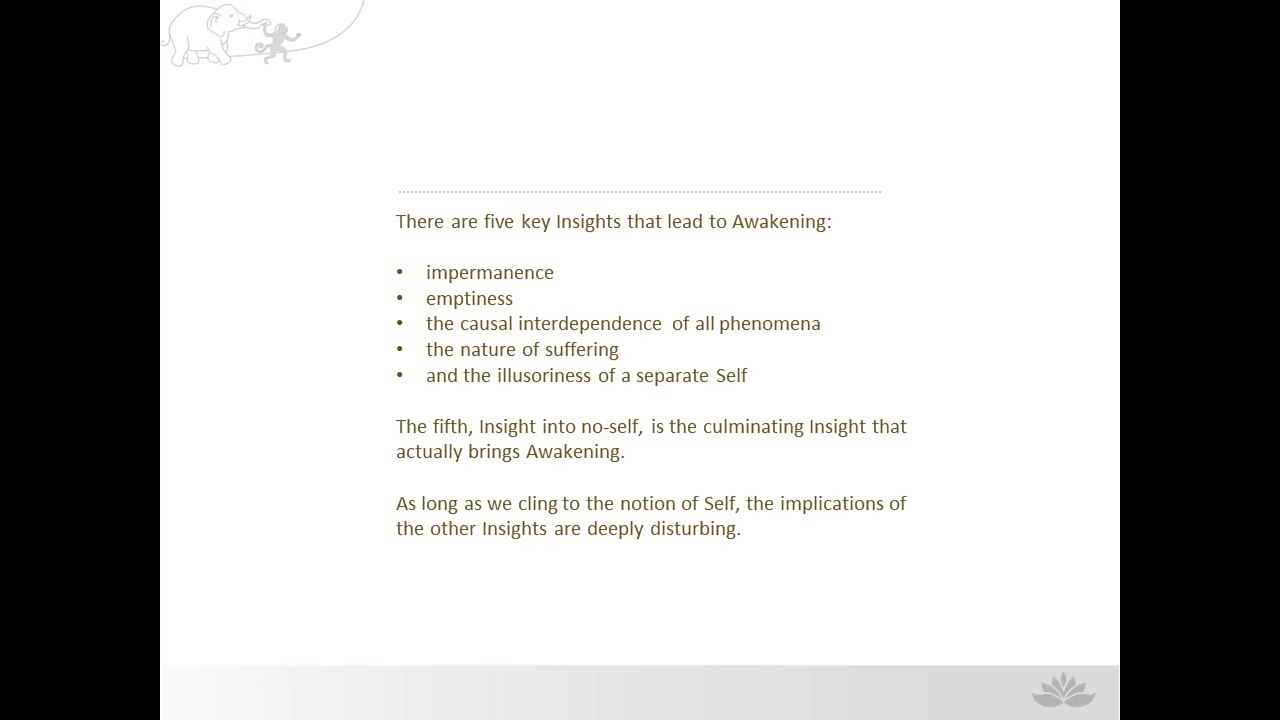 There are five key Insights that lead to Awakening:
• impermanence
• emptiness
• the causal interdependence of all phenomena
• the nature of suffering
• and the illusoriness of a separate Self
The fifth, Insight into no-self, is the culminating Insight that
actually brings Awakening.
As long as we cling to the notion of Self, the implications of
the other Insights are deeply disturbing.